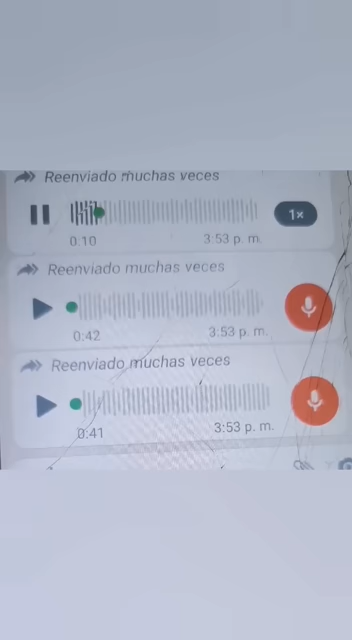 Reenviado muchas veces
1×
0:10 3:53 p. m.
Reenviado muchas veces
0:42 3:53 p. m.
Reenviado muchas veces
0:41 3:53 p. m.